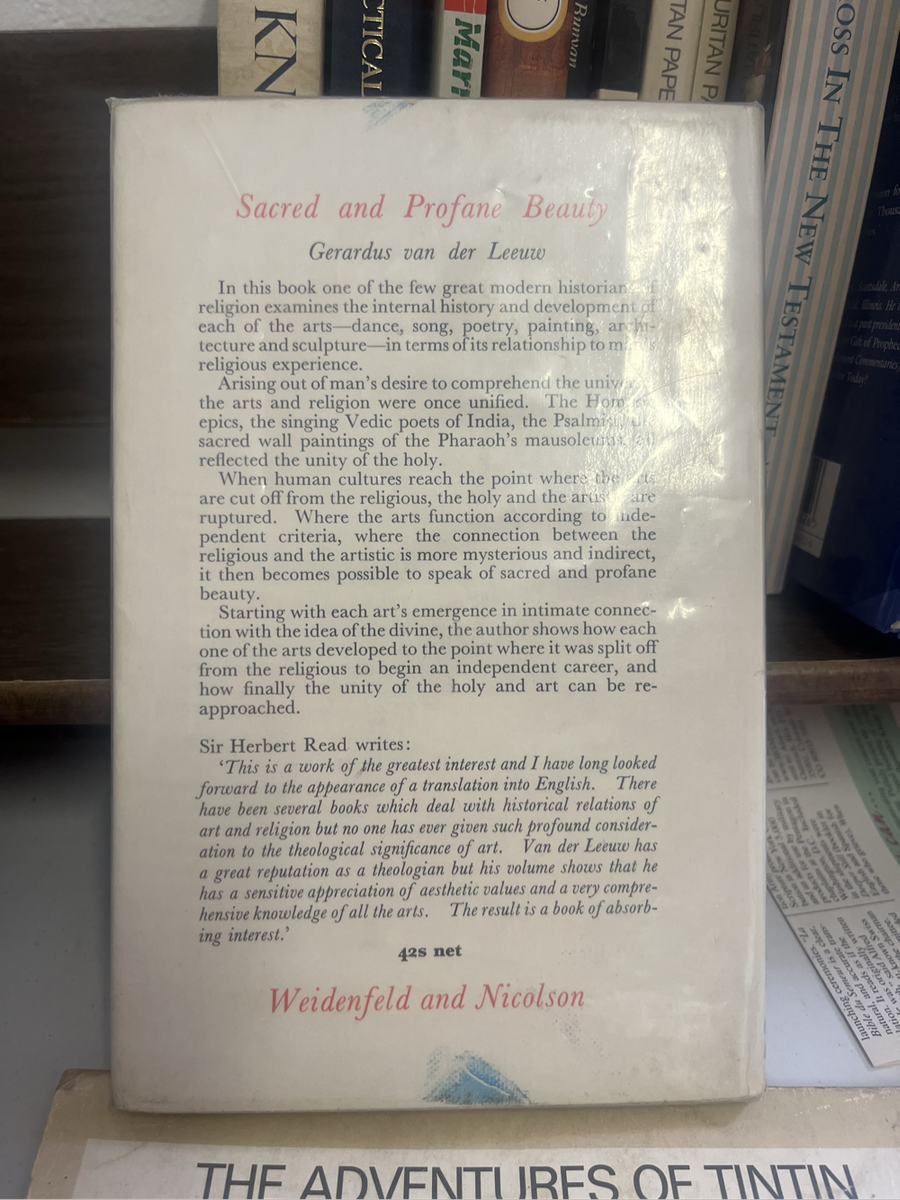 KN
CTICAL
Mary
Runyan
TAN PAPE
URITAN PA
OSS IN THE NEW TESTAMENT
Sacred and Profane Beauty
Gerardus van der Leeuw
In this book one of the few great modern historians of
religion examines the internal history and development of
each of the arts—dance, song, poetry, painting, archi-
tecture and sculpture—in terms of its relationship to man's
religious experience.
Arising out of man's desire to comprehend the universe
the arts and religion were once unified. The Homeric
epics, the singing Vedic poets of India, the Psalmist, the
sacred wall paintings of the Pharaoh's mausoleums, all
reflected the unity of the holy.
When human cultures reach the point where the arts
are cut off from the religious, the holy and the artistic are
ruptured. Where the arts function according to inde-
pendent criteria, where the connection between the
religious and the artistic is more mysterious and indirect,
it then becomes possible to speak of sacred and profane
beauty.
Starting with each art's emergence in intimate connec-
tion with the idea of the divine, the author shows how each
one of the arts developed to the point where it was split off
from the religious to begin an independent career, and
how finally the unity of the holy and art can be re-
approached.
Sir Herbert Read writes:
'This is a work of the greatest interest and I have long looked
forward to the appearance of a translation into English. There
have been several books which deal with historical relations of
art and religion but no one has ever given such profound consider-
ation to the theological significance of art. Van der Leeuw has
a great reputation as a theologian but his volume shows that he
has a sensitive appreciation of aesthetic values and a very compre-
hensive knowledge of all the arts. The result is a book of absorb-
ing interest.'
42s net
Weidenfeld and Nicolson
THE ADVENTURES OF TINTIN